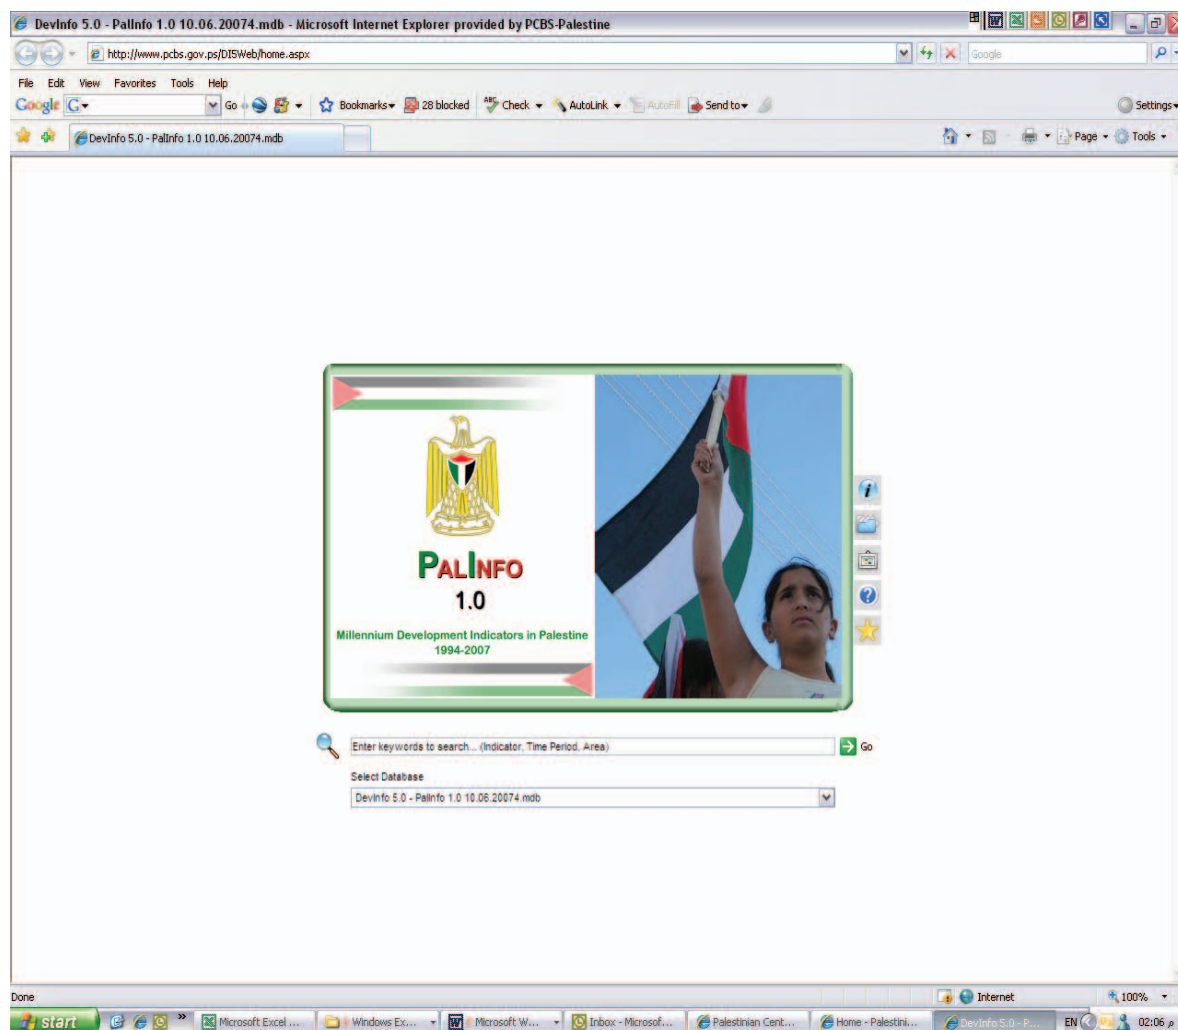 DevInfo 5.0 - PalInfo 1.0 10.06.20074.mdb - Microsoft Internet Explorer provided by PCBS-Palestine
http://www.pcbs.gov.ps/DI5Web/home.aspx
Google
File Edit View Favorites Tools Help
Google G Go Bookmarks 28 blocked ABC Check AutoLink AutoFill Send to Settings
DevInfo 5.0 - PalInfo 1.0 10.06.20074.mdb
Page Tools
PALINFO
1.0
Millennium Development Indicators in Palestine
1994-2007
Enter keywords to search... (Indicator, Time Period, Area)
Go
Select Database
DevInfo 5.0 - PalInfo 1.0 10.06.20074.mdb
Done
Internet
100%
start » Microsoft Excel ... Windows Ex... Microsoft W... Inbox - Microsof... Palestinian Cent... Home - Palestini... DevInfo 5.0 - P... EN 02:06 م